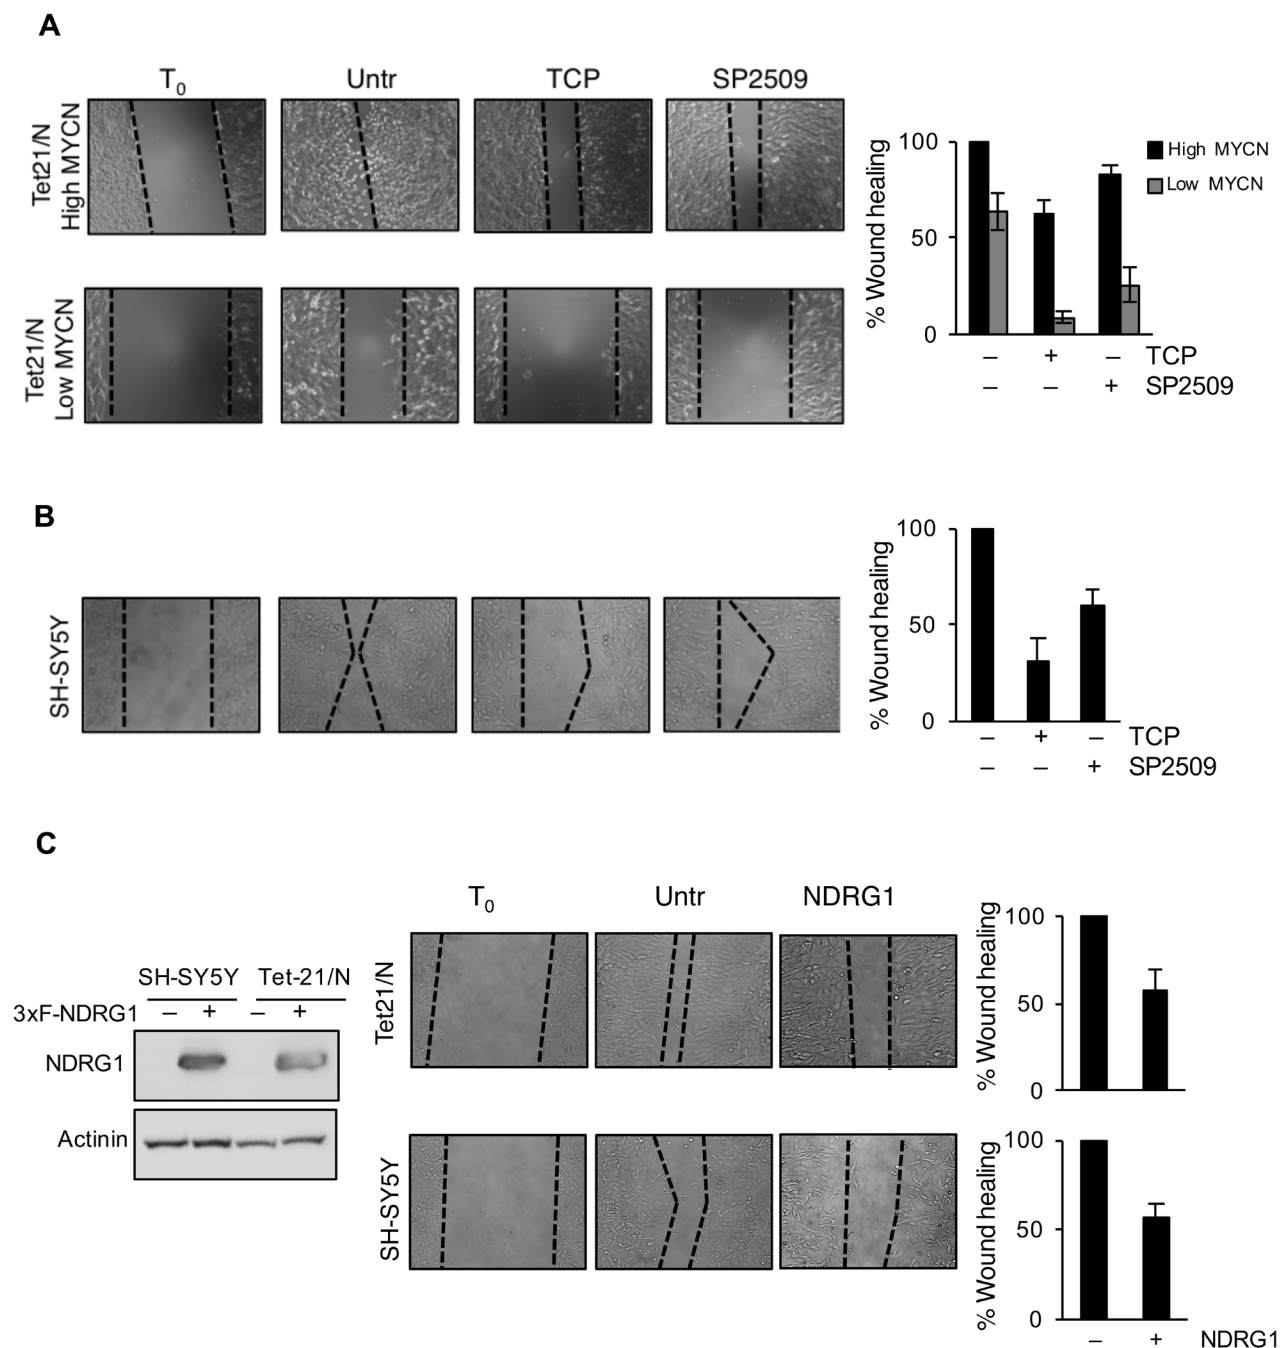 A
T0
Untr
TCP
SP2509
Tet21/N
High MYCN
Tet21/N
Low MYCN
% Wound healing
100
50
0
High MYCN
Low MYCN
– + – TCP
– – + SP2509
B
SH-SY5Y
% Wound healing
100
50
0
– + – TCP
– – + SP2509
C
SH-SY5Y Tet-21/N
3xF-NDRG1 – + – +
NDRG1
Actinin
T0
Untr
NDRG1
Tet21/N
SH-SY5Y
% Wound healing
100
50
0
% Wound healing
100
50
0
– + NDRG1